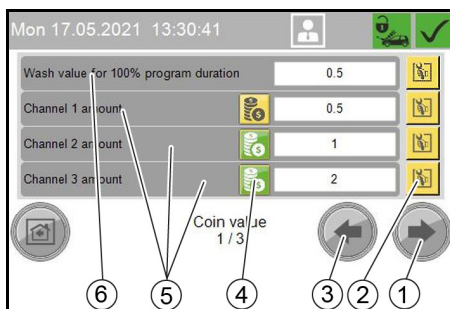 Mon 17.05.2021 13:30:41
Wash value for 100% program duration 0.5
Channel 1 amount 0.5
Channel 2 amount 1
Channel 3 amount 2
Coin value
1 / 3
6 5 4 3 2 1